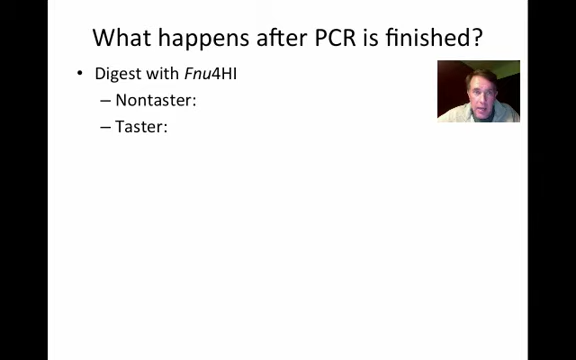 What happens after PCR is finished?
• Digest with Fnu4HI
– Nontaster:
– Taster: